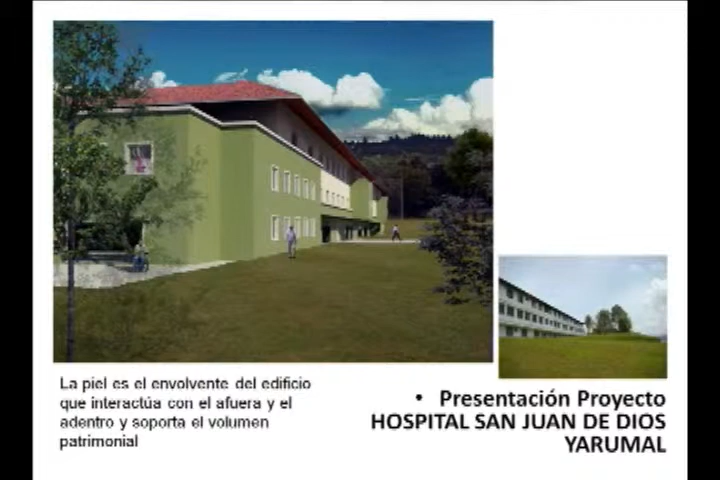 La piel es el envolvente del edificio
que interactúa con el afuera y el
adentro y soporta el volumen
patrimonial
• Presentación Proyecto
HOSPITAL SAN JUAN DE DIOS
YARUMAL